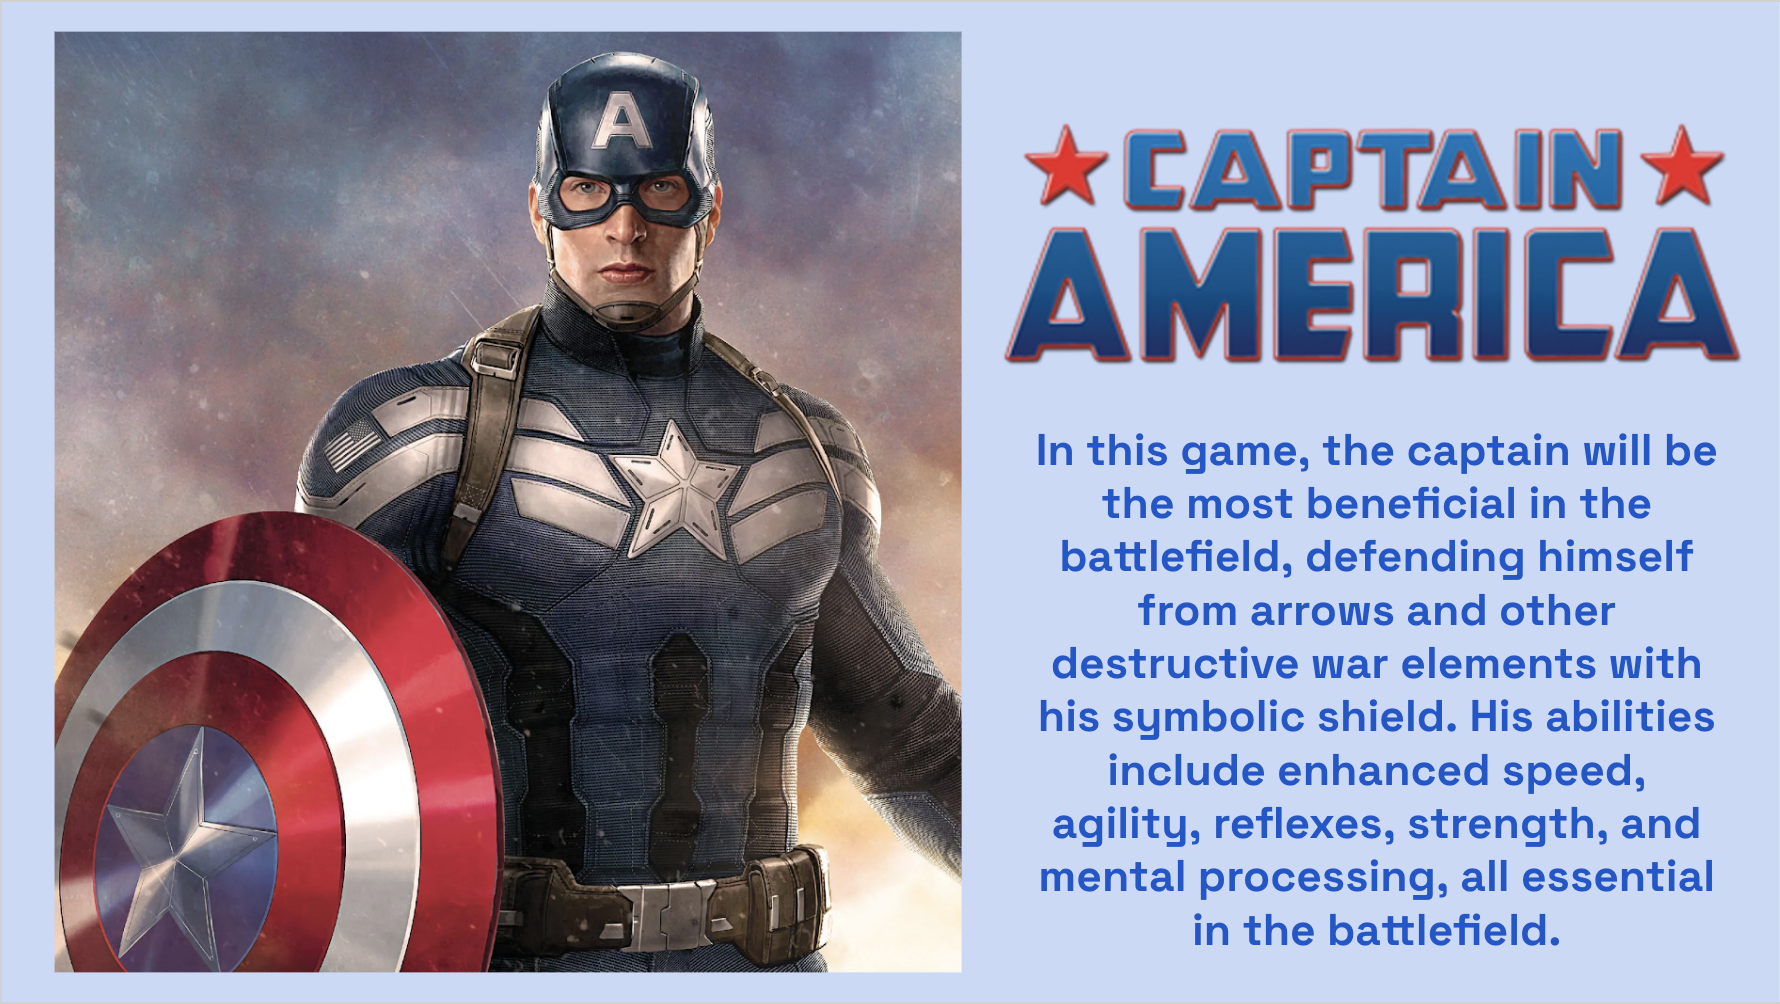 A
CAPTAIN
AMERICA
In this game, the captain will be
the most beneficial in the
battlefield, defending himself
from arrows and other
destructive war elements with
his symbolic shield. His abilities
include enhanced speed,
agility, reflexes, strength, and
mental processing, all essential
in the battlefield.